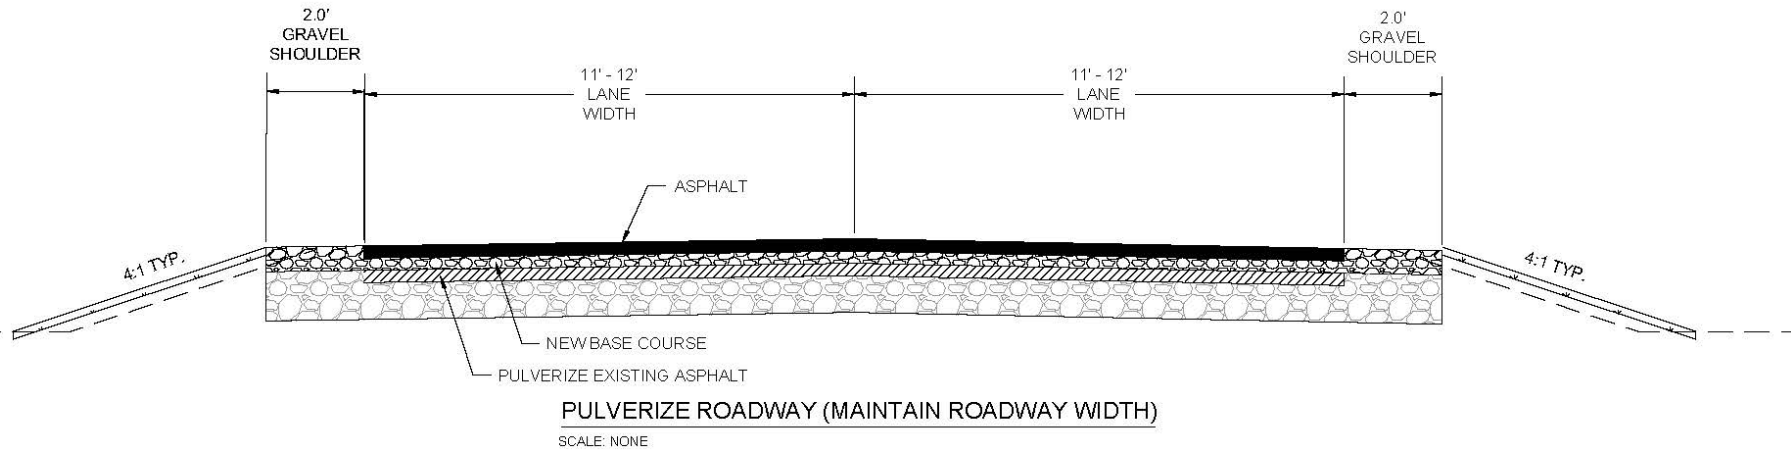 2.0'
GRAVEL
SHOULDER
11' - 12'
LANE
WIDTH
11' - 12'
LANE
WIDTH
2.0'
GRAVEL
SHOULDER
ASPHALT
4:1 TYP.
4:1 TYP.
NEW BASE COURSE
PULVERIZE EXISTING ASPHALT
PULVERIZE ROADWAY (MAINTAIN ROADWAY WIDTH)
SCALE: NONE